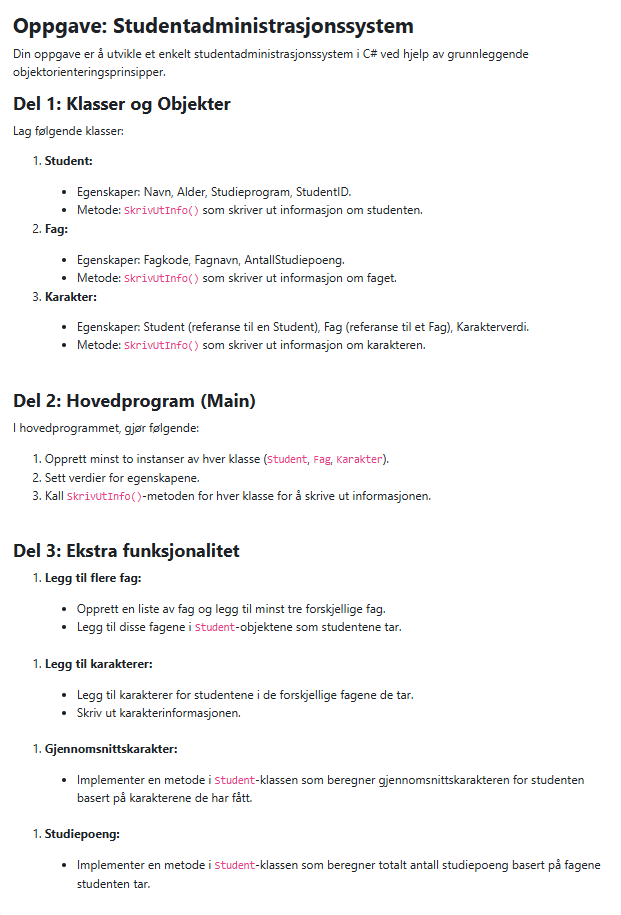 Oppgave: Studentadministrasjonssystem
Din oppgave er å utvikle et enkelt studentadministrasjonssystem i C# ved hjelp av grunnleggende
objektorienteringsprinsipper.
Del 1: Klasser og Objekter
Lag følgende klasser:
1. Student:
• Egenskaper: Navn, Alder, Studieprogram, StudentID.
• Metode: SkrivUtInfo() som skriver ut informasjon om studenten.
2. Fag:
• Egenskaper: Fagkode, Fagnavn, AntallStudiepoeng.
• Metode: SkrivUtInfo() som skriver ut informasjon om faget.
3. Karakter:
• Egenskaper: Student (referanse til en Student), Fag (referanse til et Fag), Karakterverdi.
• Metode: SkrivUtInfo() som skriver ut informasjon om karakteren.
Del 2: Hovedprogram (Main)
I hovedprogrammet, gjør følgende:
1. Opprett minst to instanser av hver klasse (Student, Fag, Karakter).
2. Sett verdier for egenskapene.
3. Kall SkrivUtInfo()-metoden for hver klasse for å skrive ut informasjonen.
Del 3: Ekstra funksjonalitet
1. Legg til flere fag:
• Opprett en liste av fag og legg til minst tre forskjellige fag.
• Legg til disse fagene i Student-objektene som studentene tar.
1. Legg til karakterer:
• Legg til karakterer for studentene i de forskjellige fagene de tar.
• Skriv ut karakterinformasjonen.
1. Gjennomsnittskarakter:
• Implementer en metode i Student-klassen som beregner gjennomsnittskarakteren for studenten
basert på karakterene de har fått.
1. Studiepoeng:
• Implementer en metode i Student-klassen som beregner totalt antall studiepoeng basert på fagene
studenten tar.